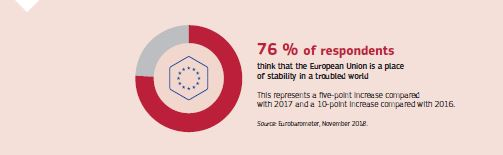 76 % of respondents
think that the European Union is a place
of stability in a troubled world
This represents a five-point increase compared
with 2017 and a 10-point increase compared with 2016.
Source: Eurobarometer, November 2018.